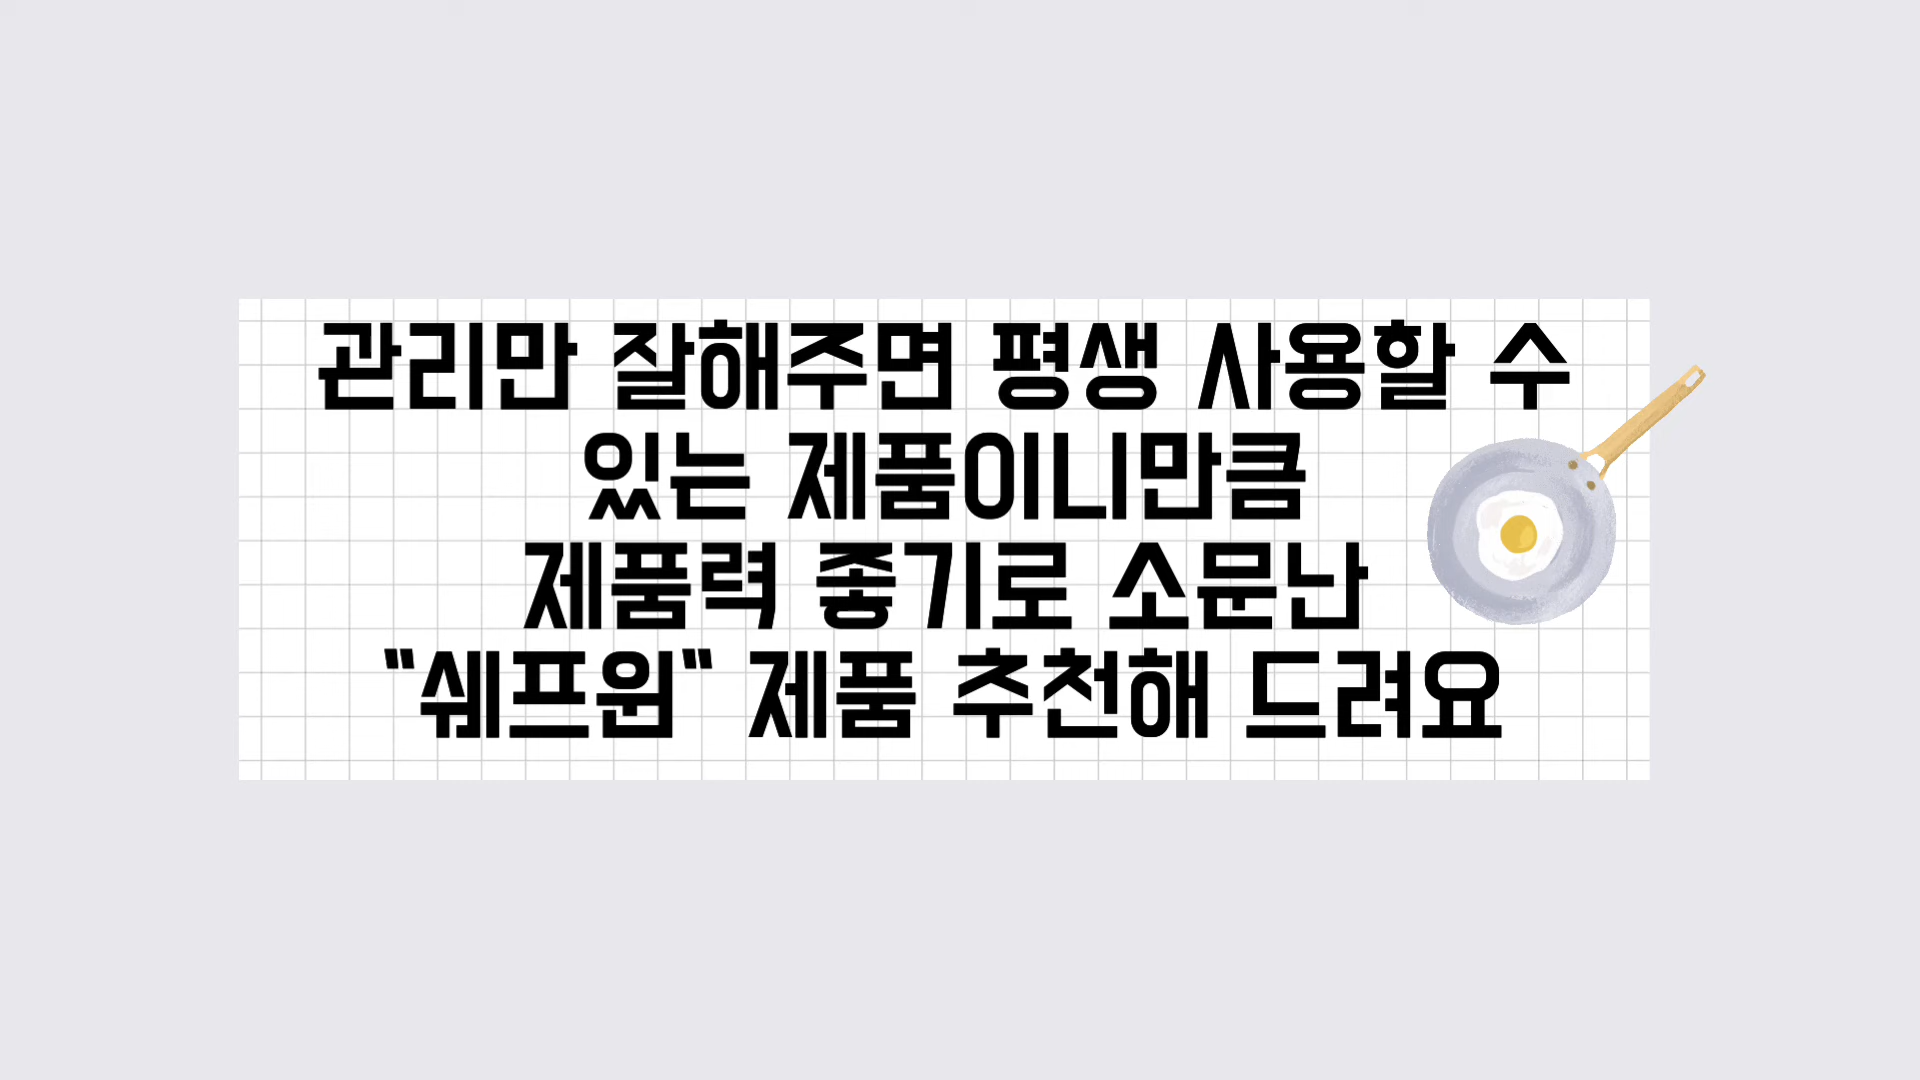 관리만 잘해주면 평생 사용할 수
있는 제품이니만큼
제품력 좋기로 소문난
"쉐프윈" 제품 추천해 드려요